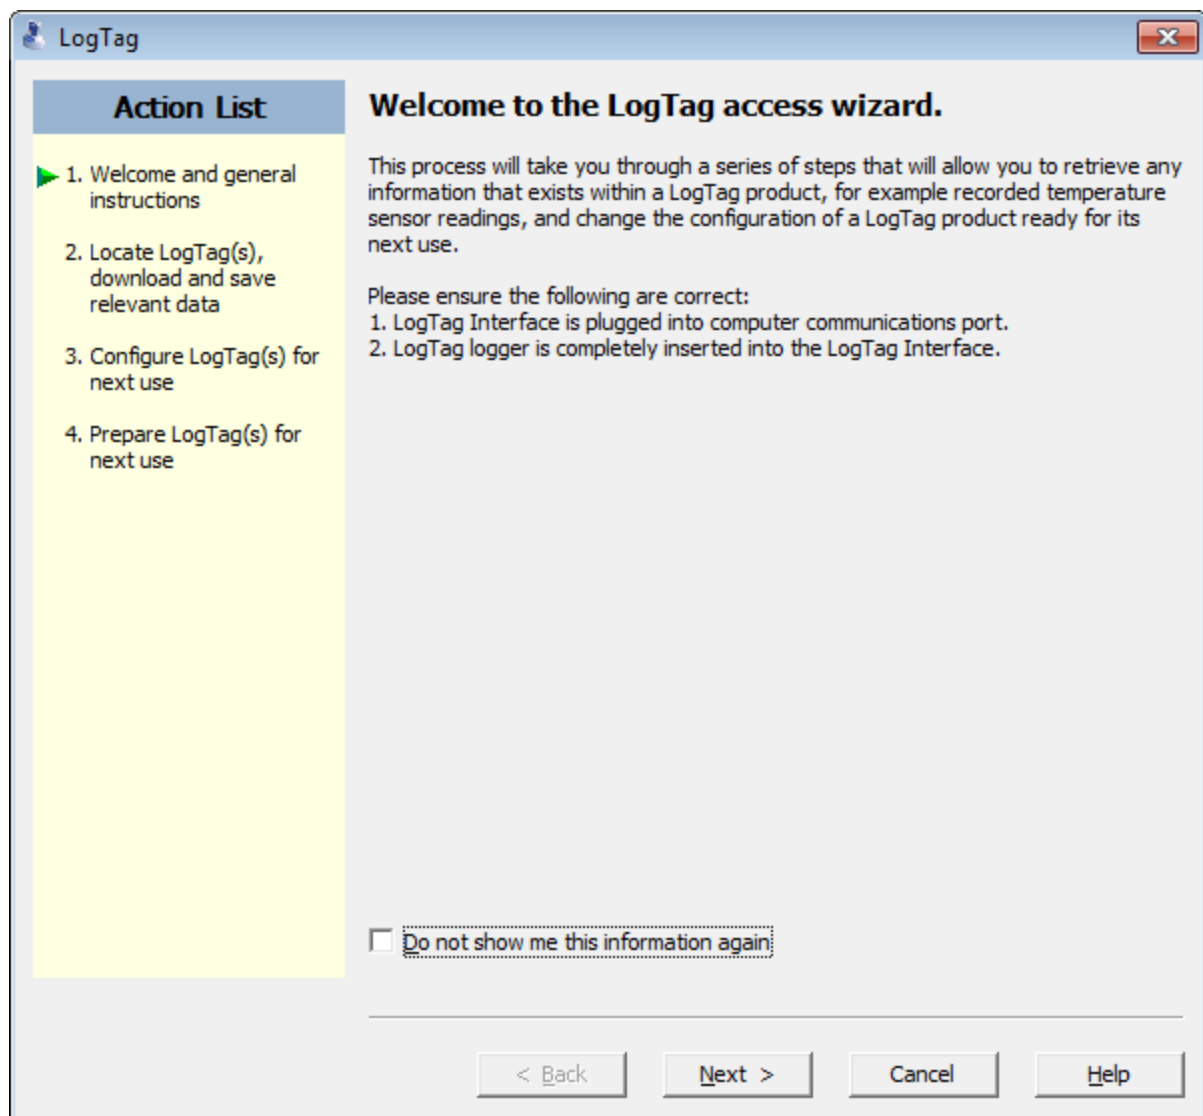 LogTag
Action List
1. Welcome and general
instructions
2. Locate LogTag(s),
download and save
relevant data
3. Configure LogTag(s) for
next use
4. Prepare LogTag(s) for
next use
Welcome to the LogTag access wizard.
This process will take you through a series of steps that will allow you to retrieve any
information that exists within a LogTag product, for example recorded temperature
sensor readings, and change the configuration of a LogTag product ready for its
next use.
Please ensure the following are correct:
1. LogTag Interface is plugged into computer communications port.
2. LogTag logger is completely inserted into the LogTag Interface.
Do not show me this information again
< Back
Next >
Cancel
Help